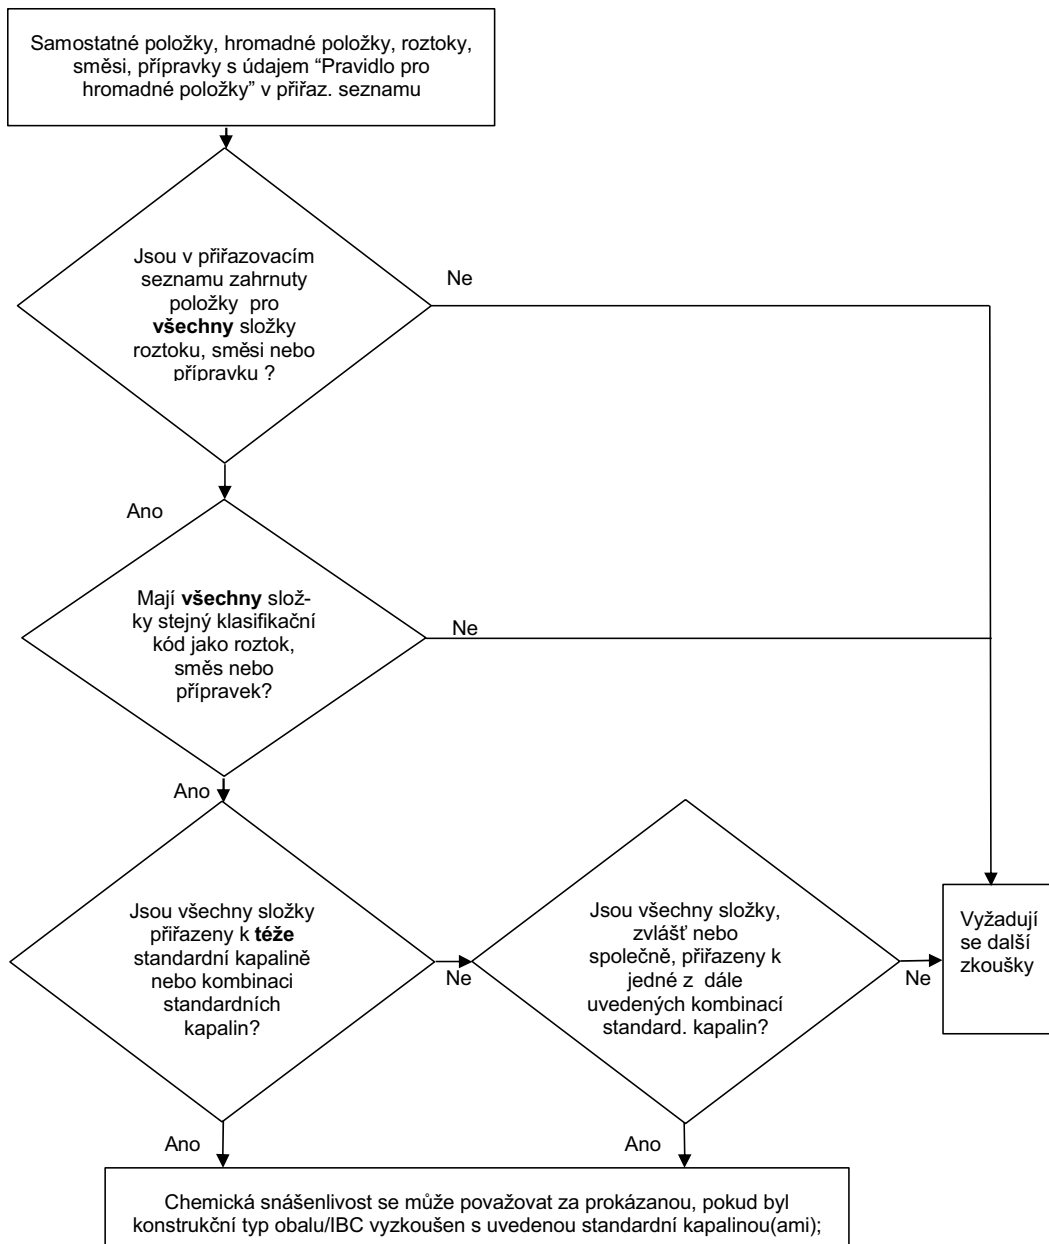 Samostatné položky, hromadné položky, roztoky,
směsi, přípravky s údajem “Pravidlo pro
hromadné položky” v přiřaz. seznamu
Jsou v přiřazovacím
seznamu zahrnuty
položky pro
všechny složky
roztoku, směsi nebo
přípravku ?
Ne
Ano
Mají všechny slož-
ky stejný klasifikační
kód jako roztok,
směs nebo
přípravek?
Ne
Ano
Jsou všechny složky
přiřazeny k téže
standardní kapalině
nebo kombinaci
standardních
kapalin?
Ne
Jsou všechny složky,
zvlášť nebo
společně, přiřazeny k
jedné z dále
uvedených kombinací
standard. kapalin?
Ne
Vyžadují
se další
zkoušky
Ano
Ano
Chemická snášenlivost se může považovat za prokázanou, pokud byl
konstrukční typ obalu/IBC vyzkoušen s uvedenou standardní kapalinou(ami);